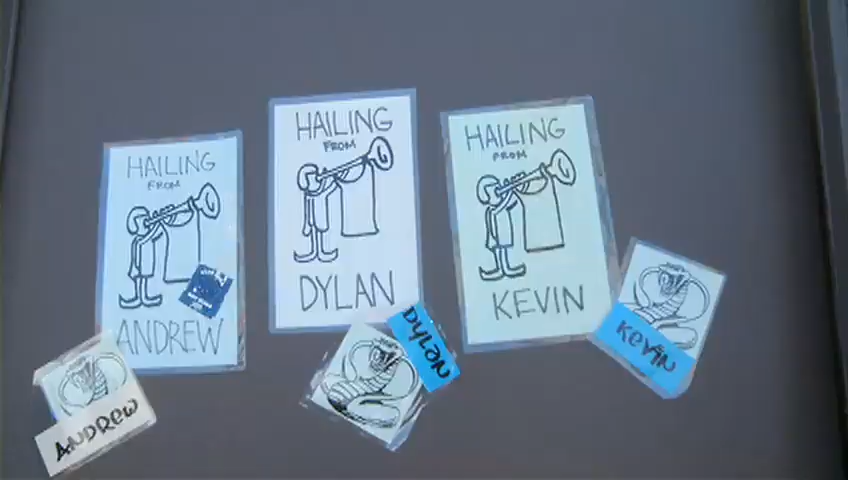 HAILING
FROM
ANDREW
HAILING
FROM
DYLAN
HAILING
FROM
KEVIN
ANDREW
DYLAN
KEVIN